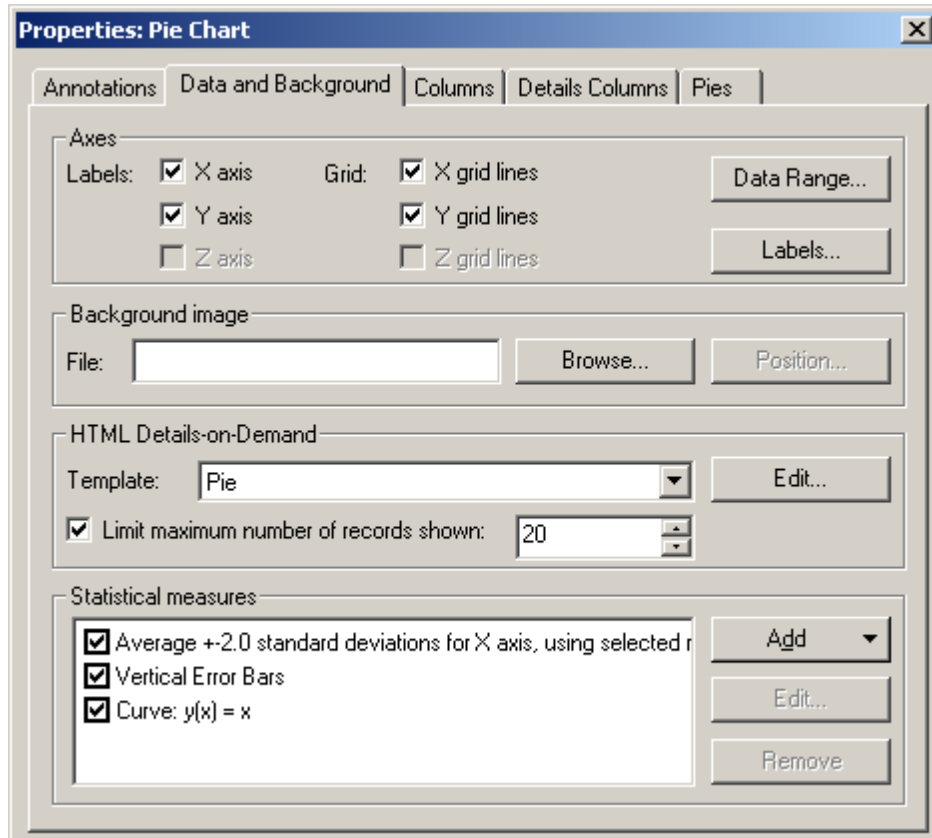 Properties: Pie Chart
Annotations Data and Background Columns Details Columns Pies
Axes
Labels: X axis Grid: X grid lines Data Range...
Y axis Y grid lines
Z axis Z grid lines Labels...
Background image
File: Browse... Position...
HTML Details-on-Demand
Template: Pie Edit...
Limit maximum number of records shown: 20
Statistical measures
Average +-2.0 standard deviations for X axis, using selected Add
Vertical Error Bars
Edit...
Curve: y(x) = x
Remove